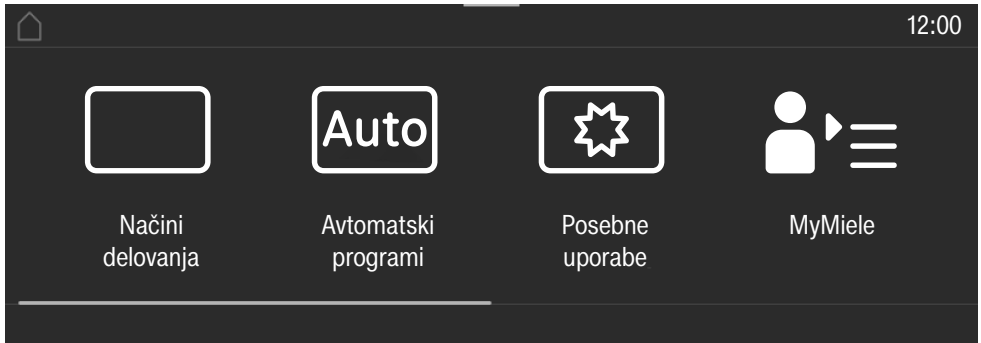 12:00
Auto
Načini
delovanja
Avtomatski
programi
Posebne
uporabe
MyMiele